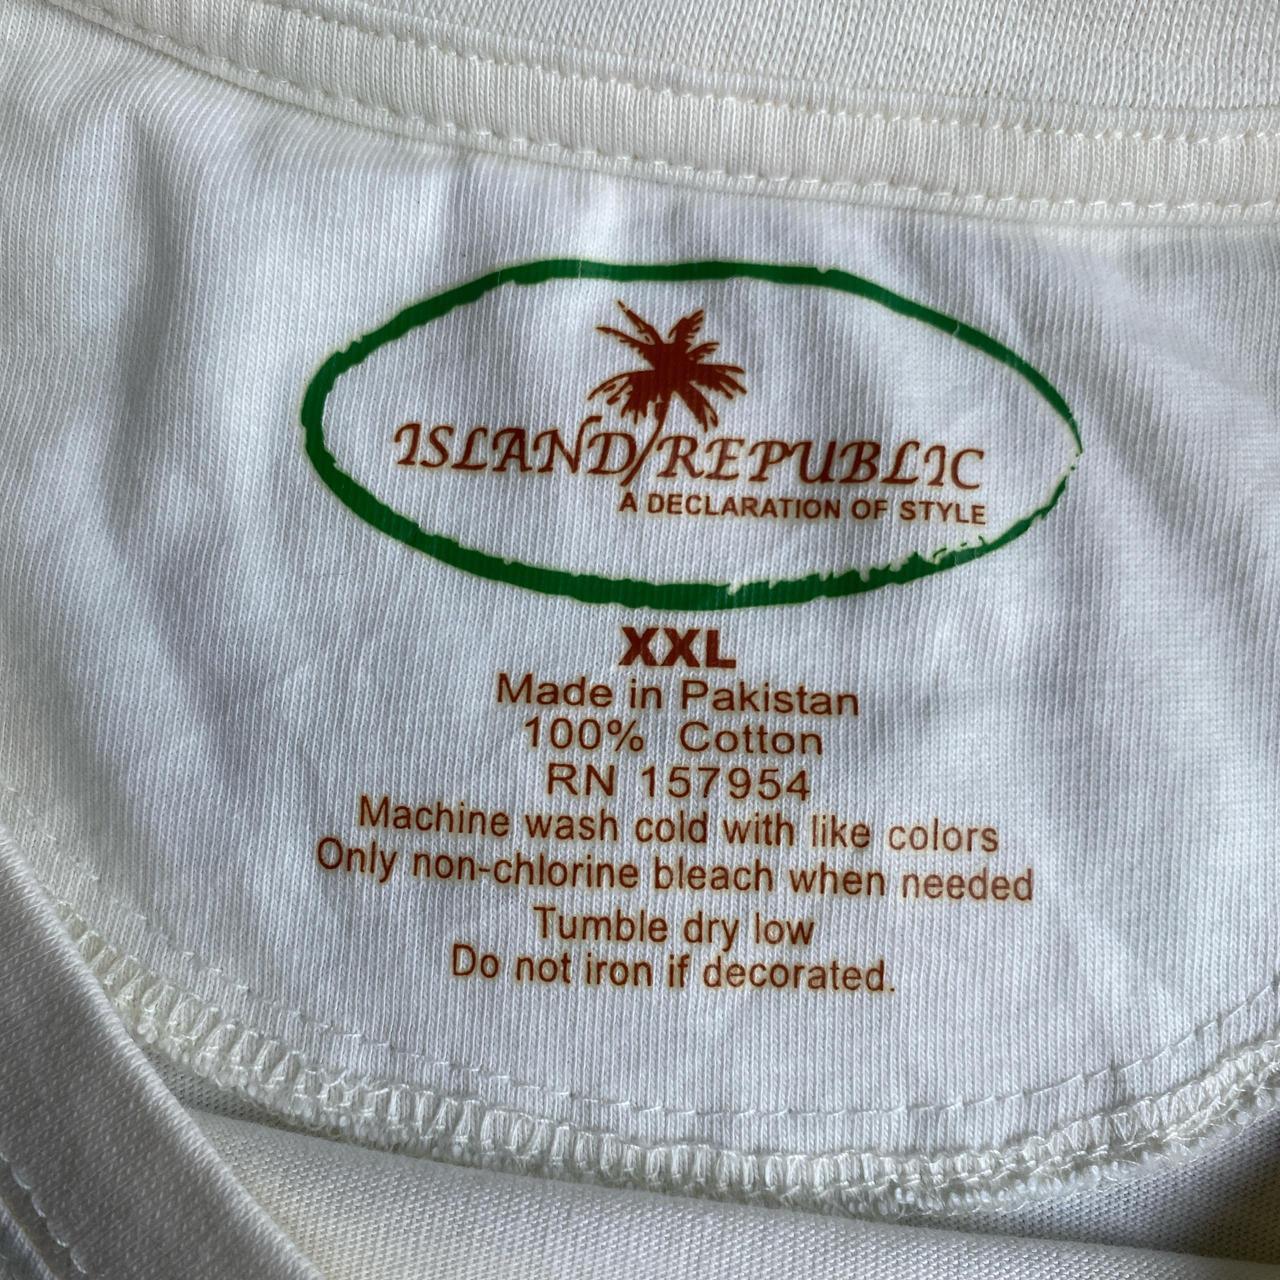 ISLAND/REPUBLIC
A DECLARATION OF STYLE
XXL
Made in Pakistan
100% Cotton
RN 157954
Machine wash cold with like colors
Only non-chlorine bleach when needed
Tumble dry low
Do not iron if decorated.